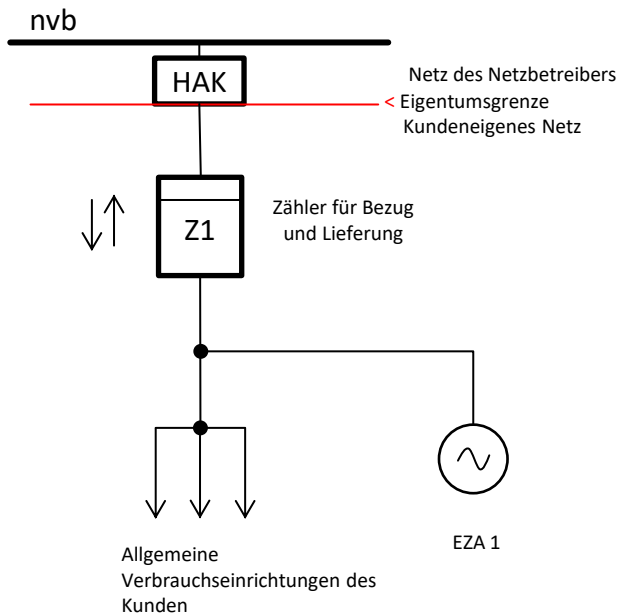 nvb
HAK
Netz des Netzbetreibers
< Eigentumsgrenze
Kundeneigenes Netz
Z1
Zähler für Bezug
und Lieferung
EZA 1
Allgemeine
Verbrauchseinrichtungen des
Kunden